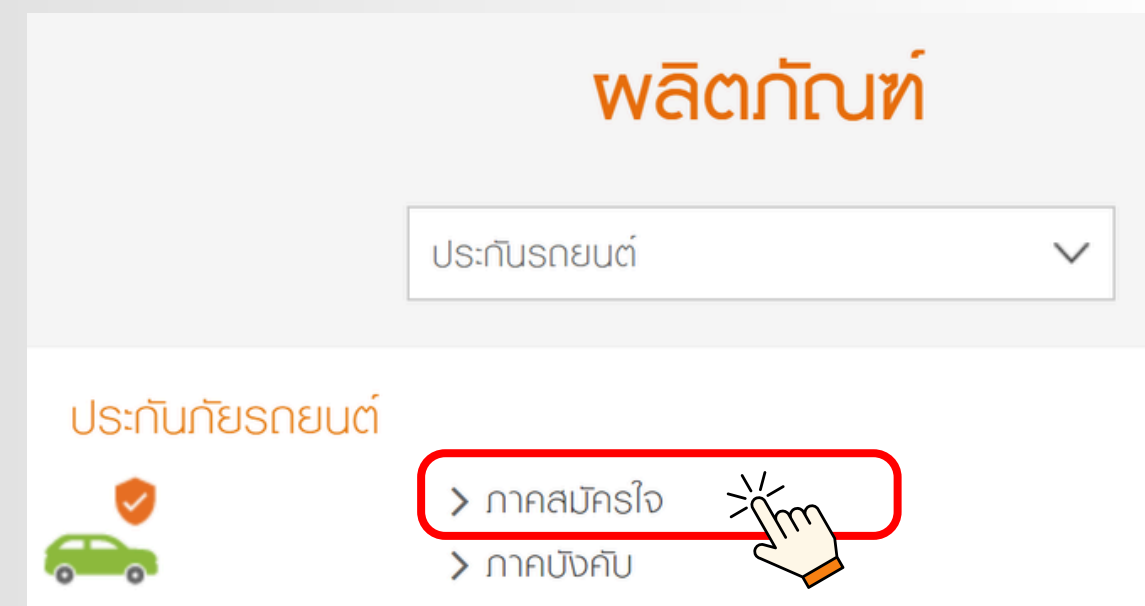 ผลิตภัณฑ์
ประกันรถยนต์
ประกันภัยรถยนต์
ภาคสมัครใจ
ภาคบังคับ